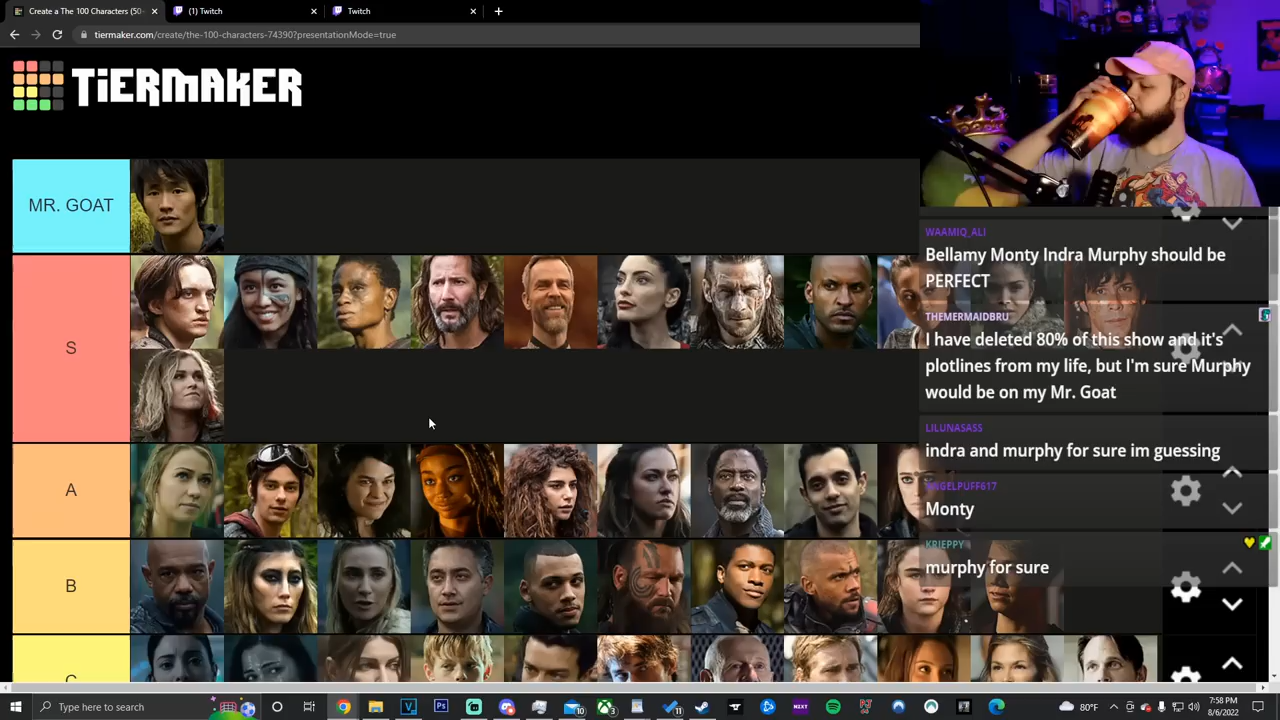 Create a The 100 Characters (50
(1) Twitch
Twitch
tiermaker.com/create/the-100-characters-74390?presentationMode=true
TIERMAKER
MR. GOAT
S
A
B
C
WAAMIQ_ALI
Bellamy Monty Indra Murphy should be
PERFECT
THEMERMAIDBRU
I have deleted 80% of this show and it's
plotlines from my life, but I'm sure Murphy
would be on my Mr. Goat
LILUNASASS
indra and murphy for sure im guessing
Monty
KRIEPPY
murphy for sure
Type here to search
80°F
7:58 PM
8/6/2022